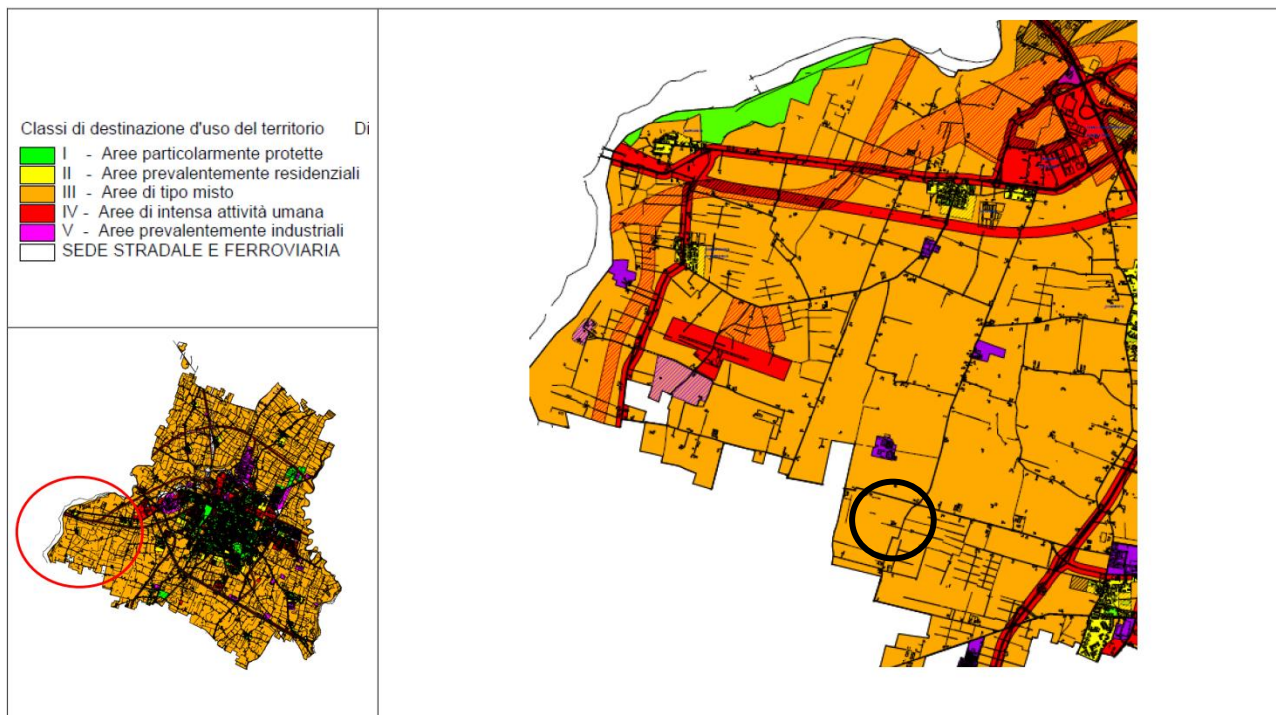 Classi di destinazione d'uso del territorio Di
I - Aree particolarmente protette
II - Aree prevalentemente residenziali
III - Aree di tipo misto
IV - Aree di intensa attività umana
V - Aree prevalentemente industriali
SEDE STRADALE E FERROVIARIA